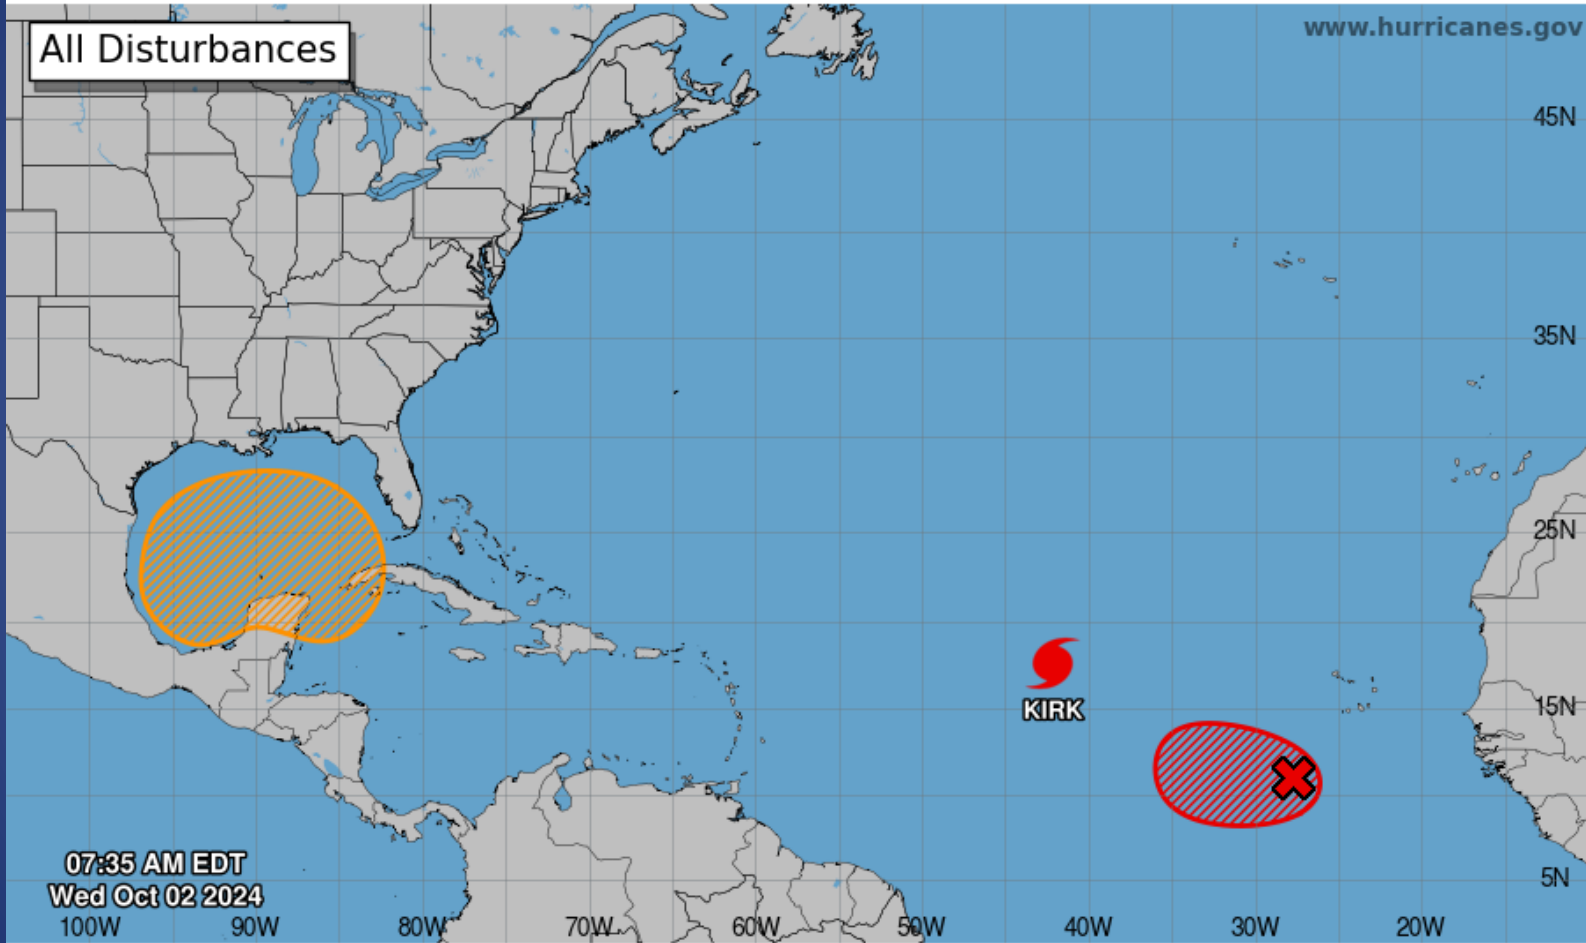 www.hurricanes.gov
All Disturbances
45N
35N
25N
KIRK
15N
07:35 AM EDT
Wed Oct 02 2024
5N
100W 90W 80W 70W 60W 50W 40W 30W 20W